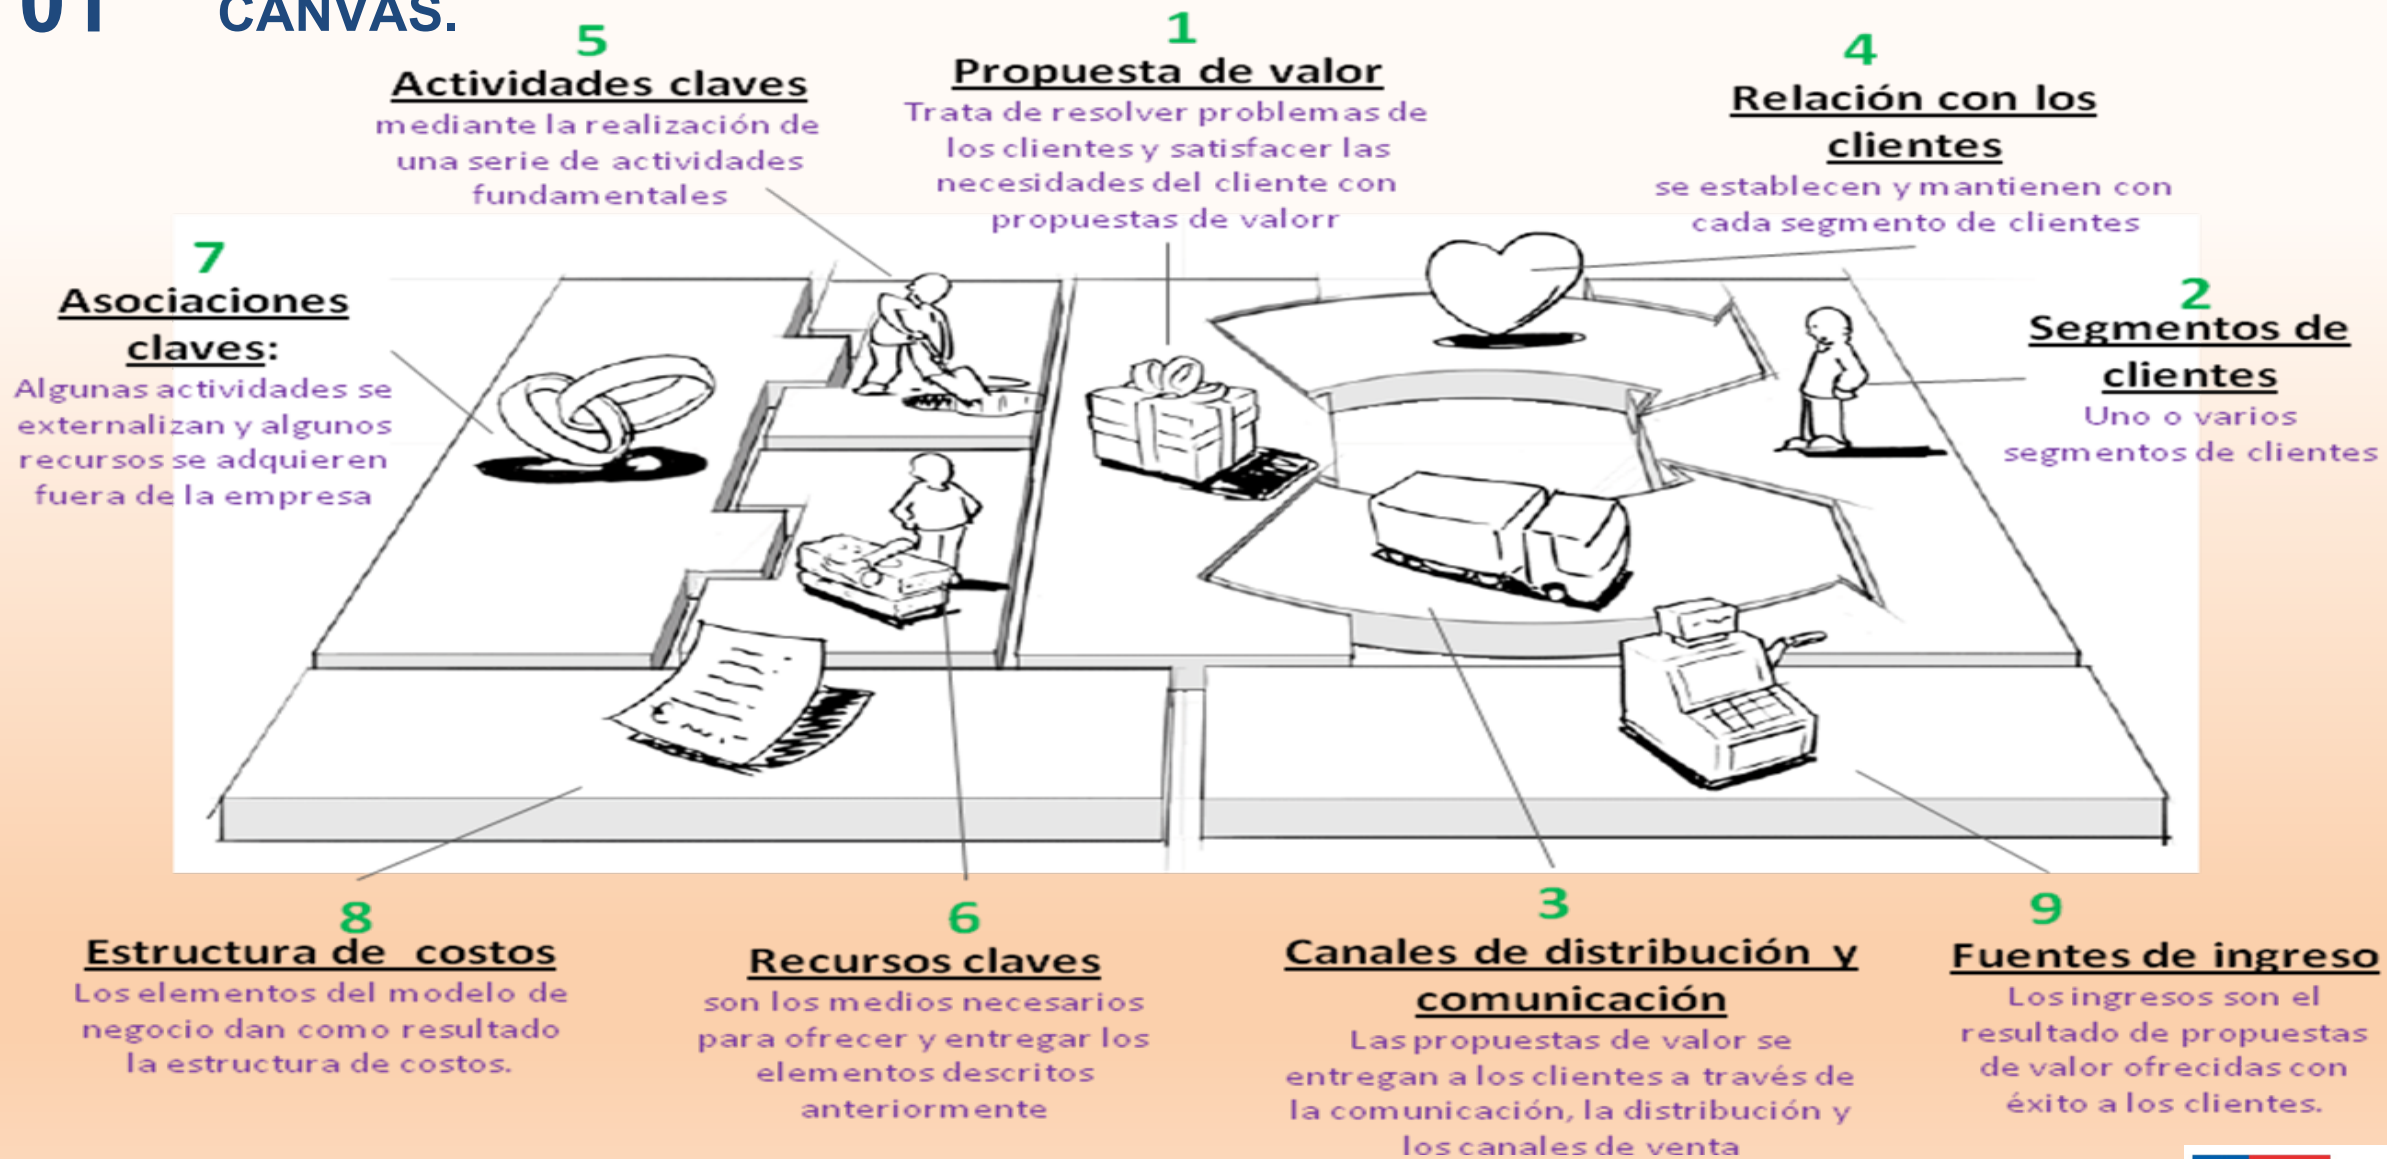 01 CANVAS.
5
Actividades claves
mediante la realización de
una serie de actividades
fundamentales
1
Propuesta de valor
Trata de resolver problemas de
los clientes y satisfacer las
necesidades del cliente con
propuestas de valorr
4
Relación con los
clientes
se establecen y mantienen con
cada segmento de clientes
7
Asociaciones
claves:
Algunas actividades se
externalizan y algunos
recursos se adquieren
fuera de la empresa
2
Segmentos de
clientes
Uno o varios
segmentos de clientes
8
Estructura de costos
Los elementos del modelo de
negocio dan como resultado
la estructura de costos.
6
Recursos claves
son los medios necesarios
para ofrecer y entregar los
elementos descritos
anteriormente
3
Canales de distribución y
comunicación
Las propuestas de valor se
entregan a los clientes a través de
la comunicación, la distribución y
los canales de venta
9
Fuentes de ingreso
Los ingresos son el
resultado de propuestas
de valor ofrecidas con
éxito a los clientes.